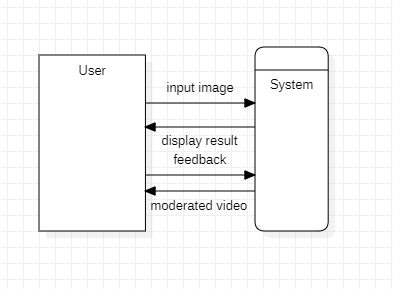 User
System
input image
display result
feedback
moderated video